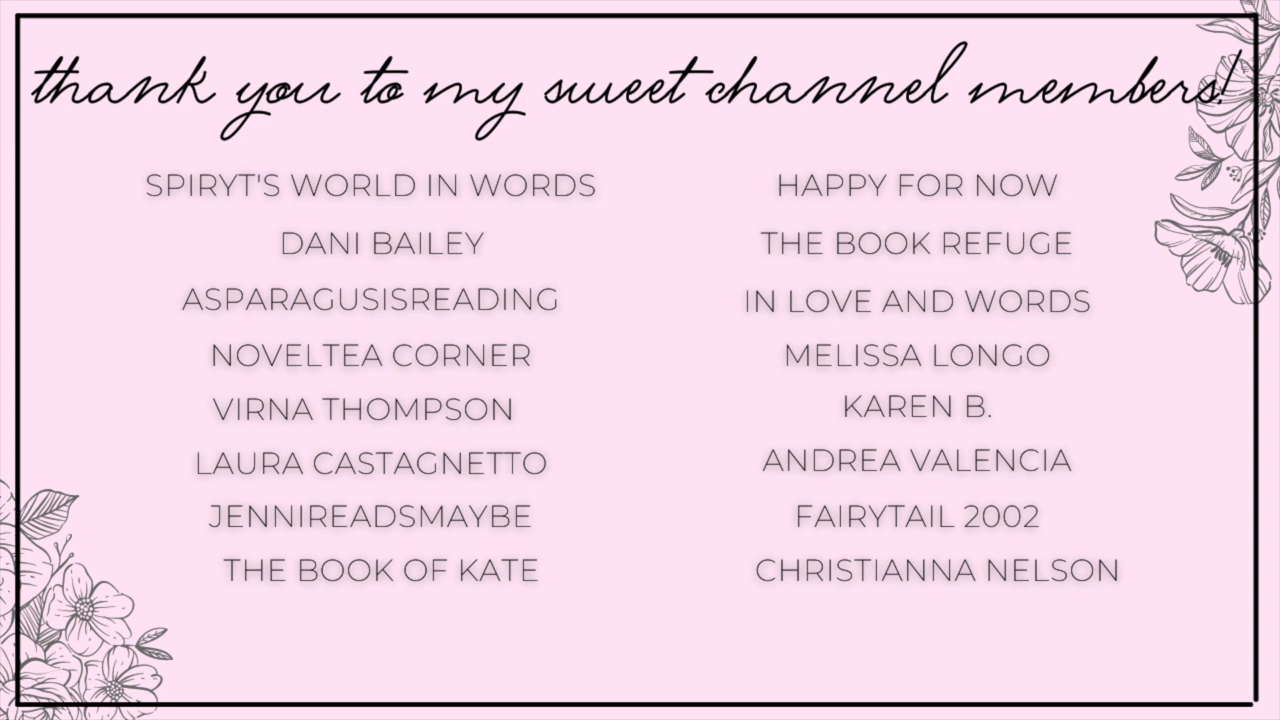 thank you to my sweet channel members!
SPIRYT'S WORLD IN WORDS
DANI BAILEY
ASPARAGUSISREADING
NOVELTEA CORNER
VIRNA THOMPSON
LAURA CASTAGNETTO
JENNIREADSMAYBE
THE BOOK OF KATE
HAPPY FOR NOW
THE BOOK REFUGE
IN LOVE AND WORDS
MELISSA LONGO
KAREN B.
ANDREA VALENCIA
FAIRYTAIL 2002
CHRISTIANNA NELSON